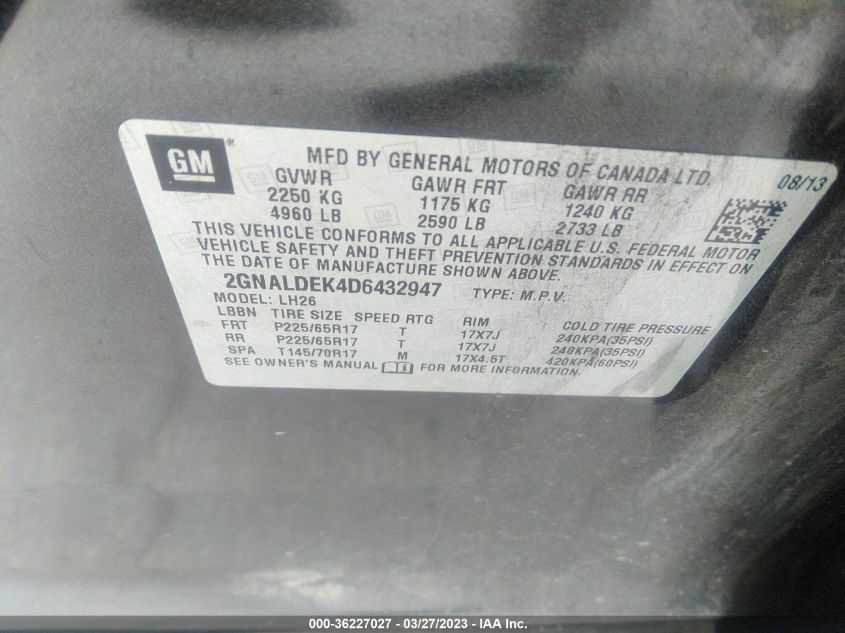 GM ®
MFD BY GENERAL MOTORS OF CANADA LTD.
08/13
GVWR GAWR FRT GAWR RR
2250 KG 1175 KG 1240 KG
4960 LB 2590 LB 2733 LB
THIS VEHICLE CONFORMS TO ALL APPLICABLE U.S. FEDERAL MOTOR
VEHICLE SAFETY AND THEFT PREVENTION STANDARDS IN EFFECT ON
THE DATE OF MANUFACTURE SHOWN ABOVE.
2GNALDEK4D6432947 TYPE: M.P.V.
MODEL: LH26
LBBN TIRE SIZE SPEED RTG RIM COLD TIRE PRESSURE
FRT P225/65R17 T 17X7J 240KPA(35PSI)
RR P225/65R17 T 17X7J 240KPA(35PSI)
SPA T145/70R17 M 17X4.5T 420KPA(60PSI)
SEE OWNER'S MANUAL FOR MORE INFORMATION.
000-36227027 - 03/27/2023 - IAA Inc.